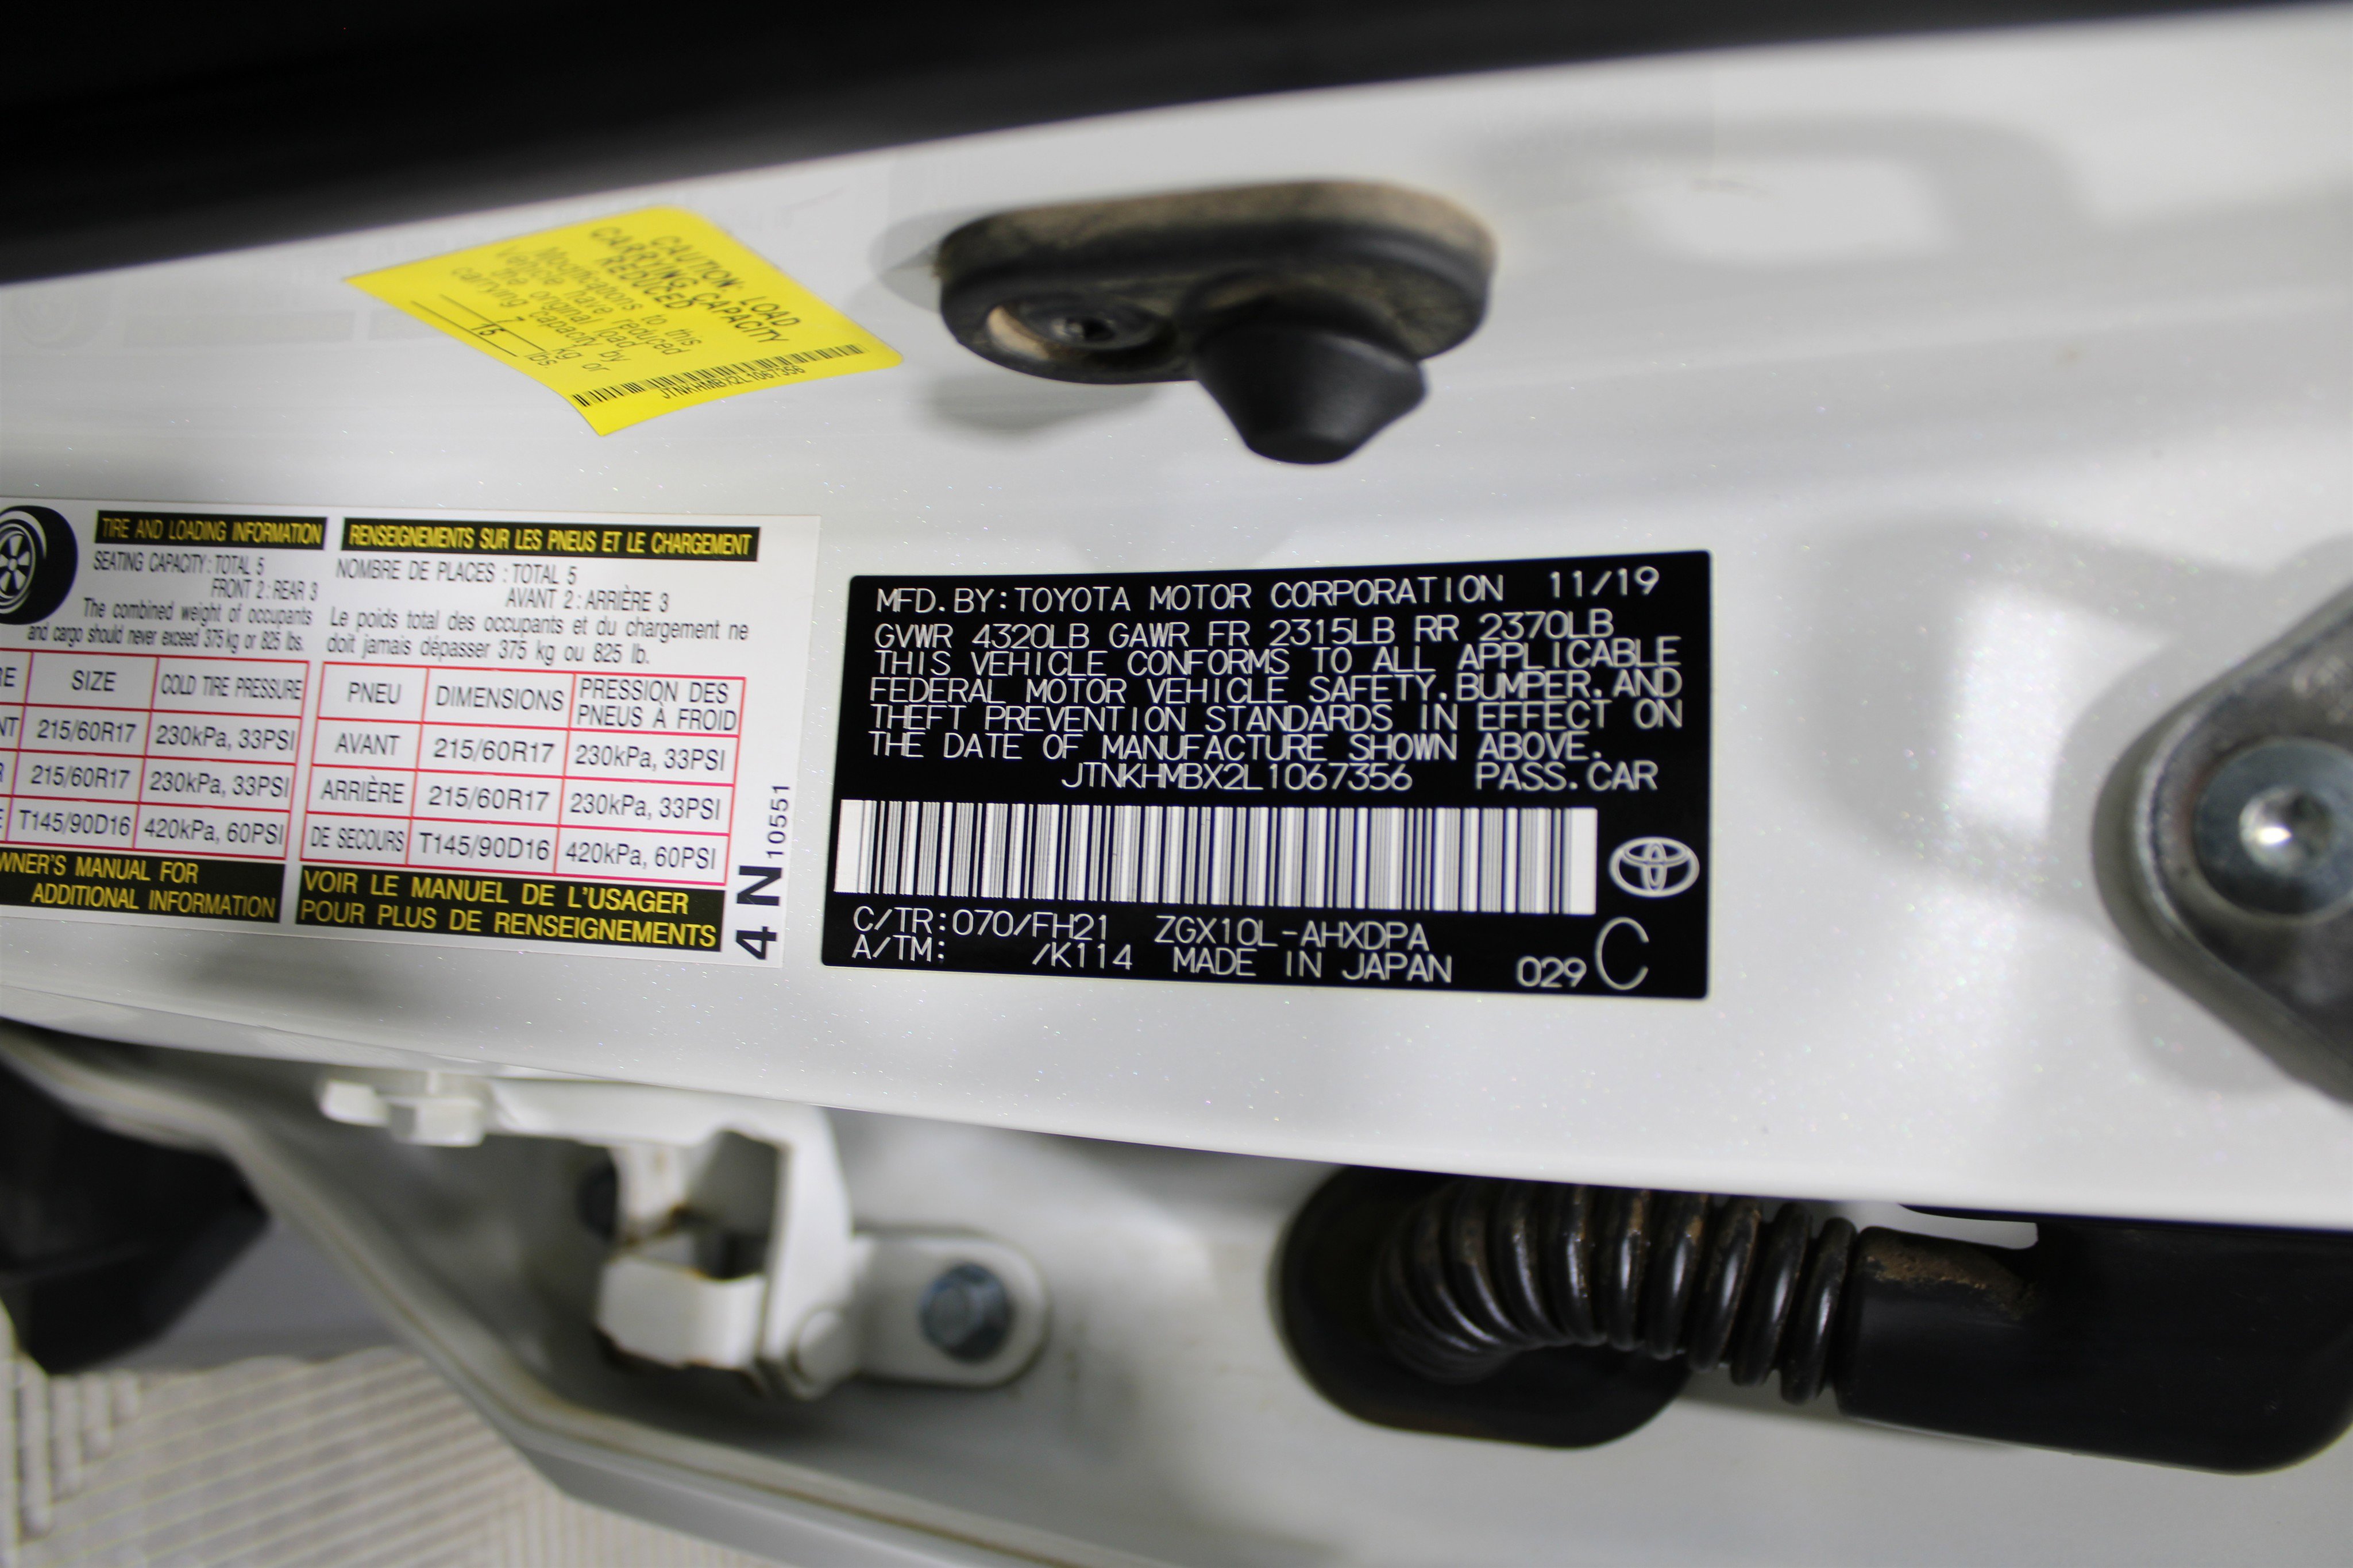 CAUTION: LOAD
CARRING CAPACITY
REDUCED
Modifications to this
vehicle have reduced
the original load
carrying capacity by
7 kg or
15 lbs.
JTNKHMBX2L1067356
TIRE AND LOADING INFORMATION
SEATING CAPACITY : TOTAL 5
FRONT 2 : REAR 3
The combined weight of occupants
and cargo should never exceed 375 kg or 825 lbs.
SIZE COLD TIRE PRESSURE
215/60R17 230kPa, 33PSI
215/60R17 230kPa, 33PSI
T145/90D16 420kPa, 60PSI
MANUAL FOR
ADDITIONAL INFORMATION
RENSEIGNEMENTS SUR LES PNEUS ET LE CHARGEMENT
NOMBRE DE PLACES : TOTAL 5
AVANT 2 : ARRIÈRE 3
Le poids total des occupants et du chargement ne
doit jamais dépasser 375 kg ou 825 lb.
PNEU DIMENSIONS PRESSION DES
PNEUS À FROID
AVANT 215/60R17 230kPa, 33PSI
ARRIÈRE 215/60R17 230kPa, 33PSI
DE SECOURS T145/90D16 420kPa, 60PSI
VOIR LE MANUEL DE L'USAGER
POUR PLUS DE RENSEIGNEMENTS
4 N 10551
MFD.BY:TOYOTA MOTOR CORPORATION 11/19
GVWR 4320LB GAWR FR 2315LB RR 2370LB
THIS VEHICLE CONFORMS TO ALL APPLICABLE
FEDERAL MOTOR VEHICLE SAFETY,BUMPER,AND
THEFT PREVENTION STANDARDS IN EFFECT ON
THE DATE OF MANUFACTURE SHOWN ABOVE.
JTNKHMBX2L1067356 PASS.CAR
C/TR:070/FH21 ZGX10L-AHXDPA
A/TM: /K114 MADE IN JAPAN 029 C